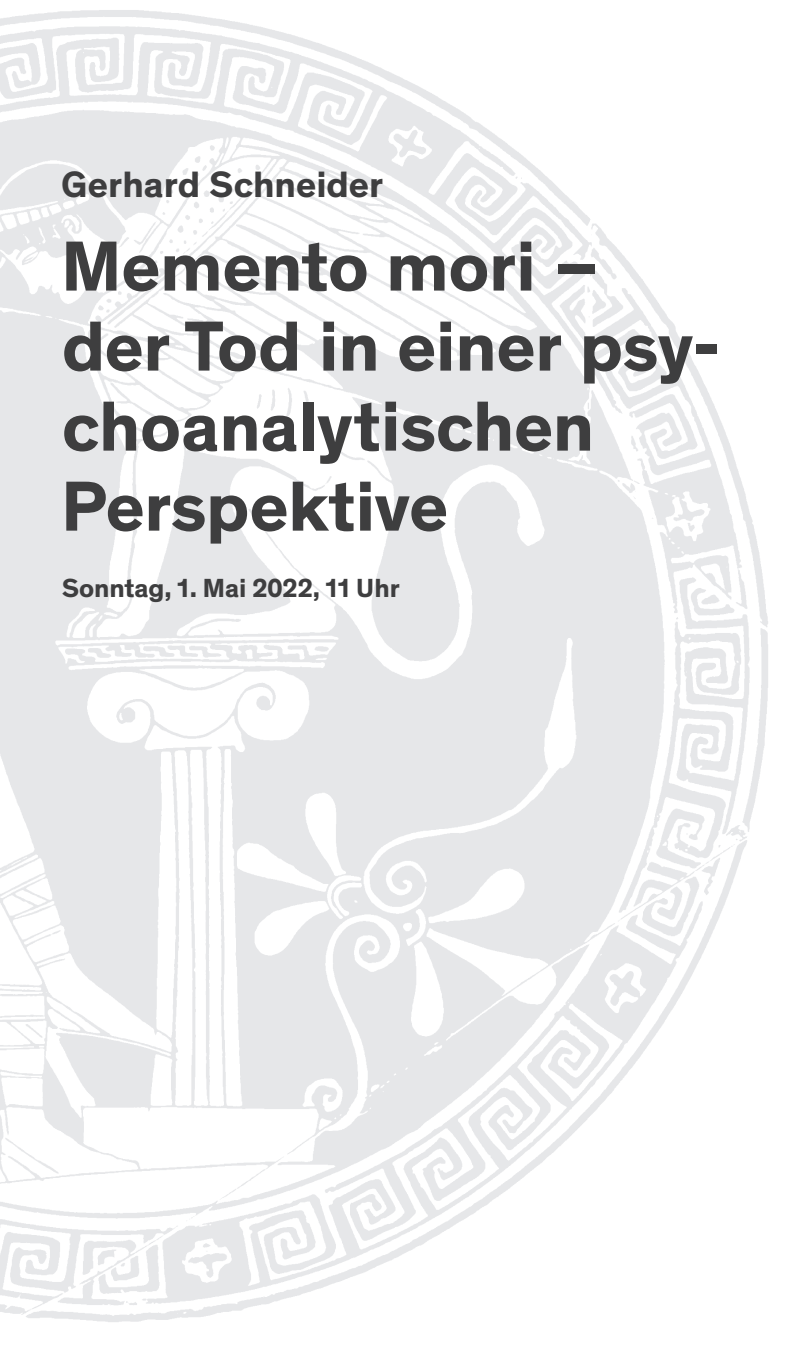 Gerhard Schneider
Memento mori –
der Tod in einer psy-
choanalytischen
Perspektive
Sonntag, 1. Mai 2022, 11 Uhr